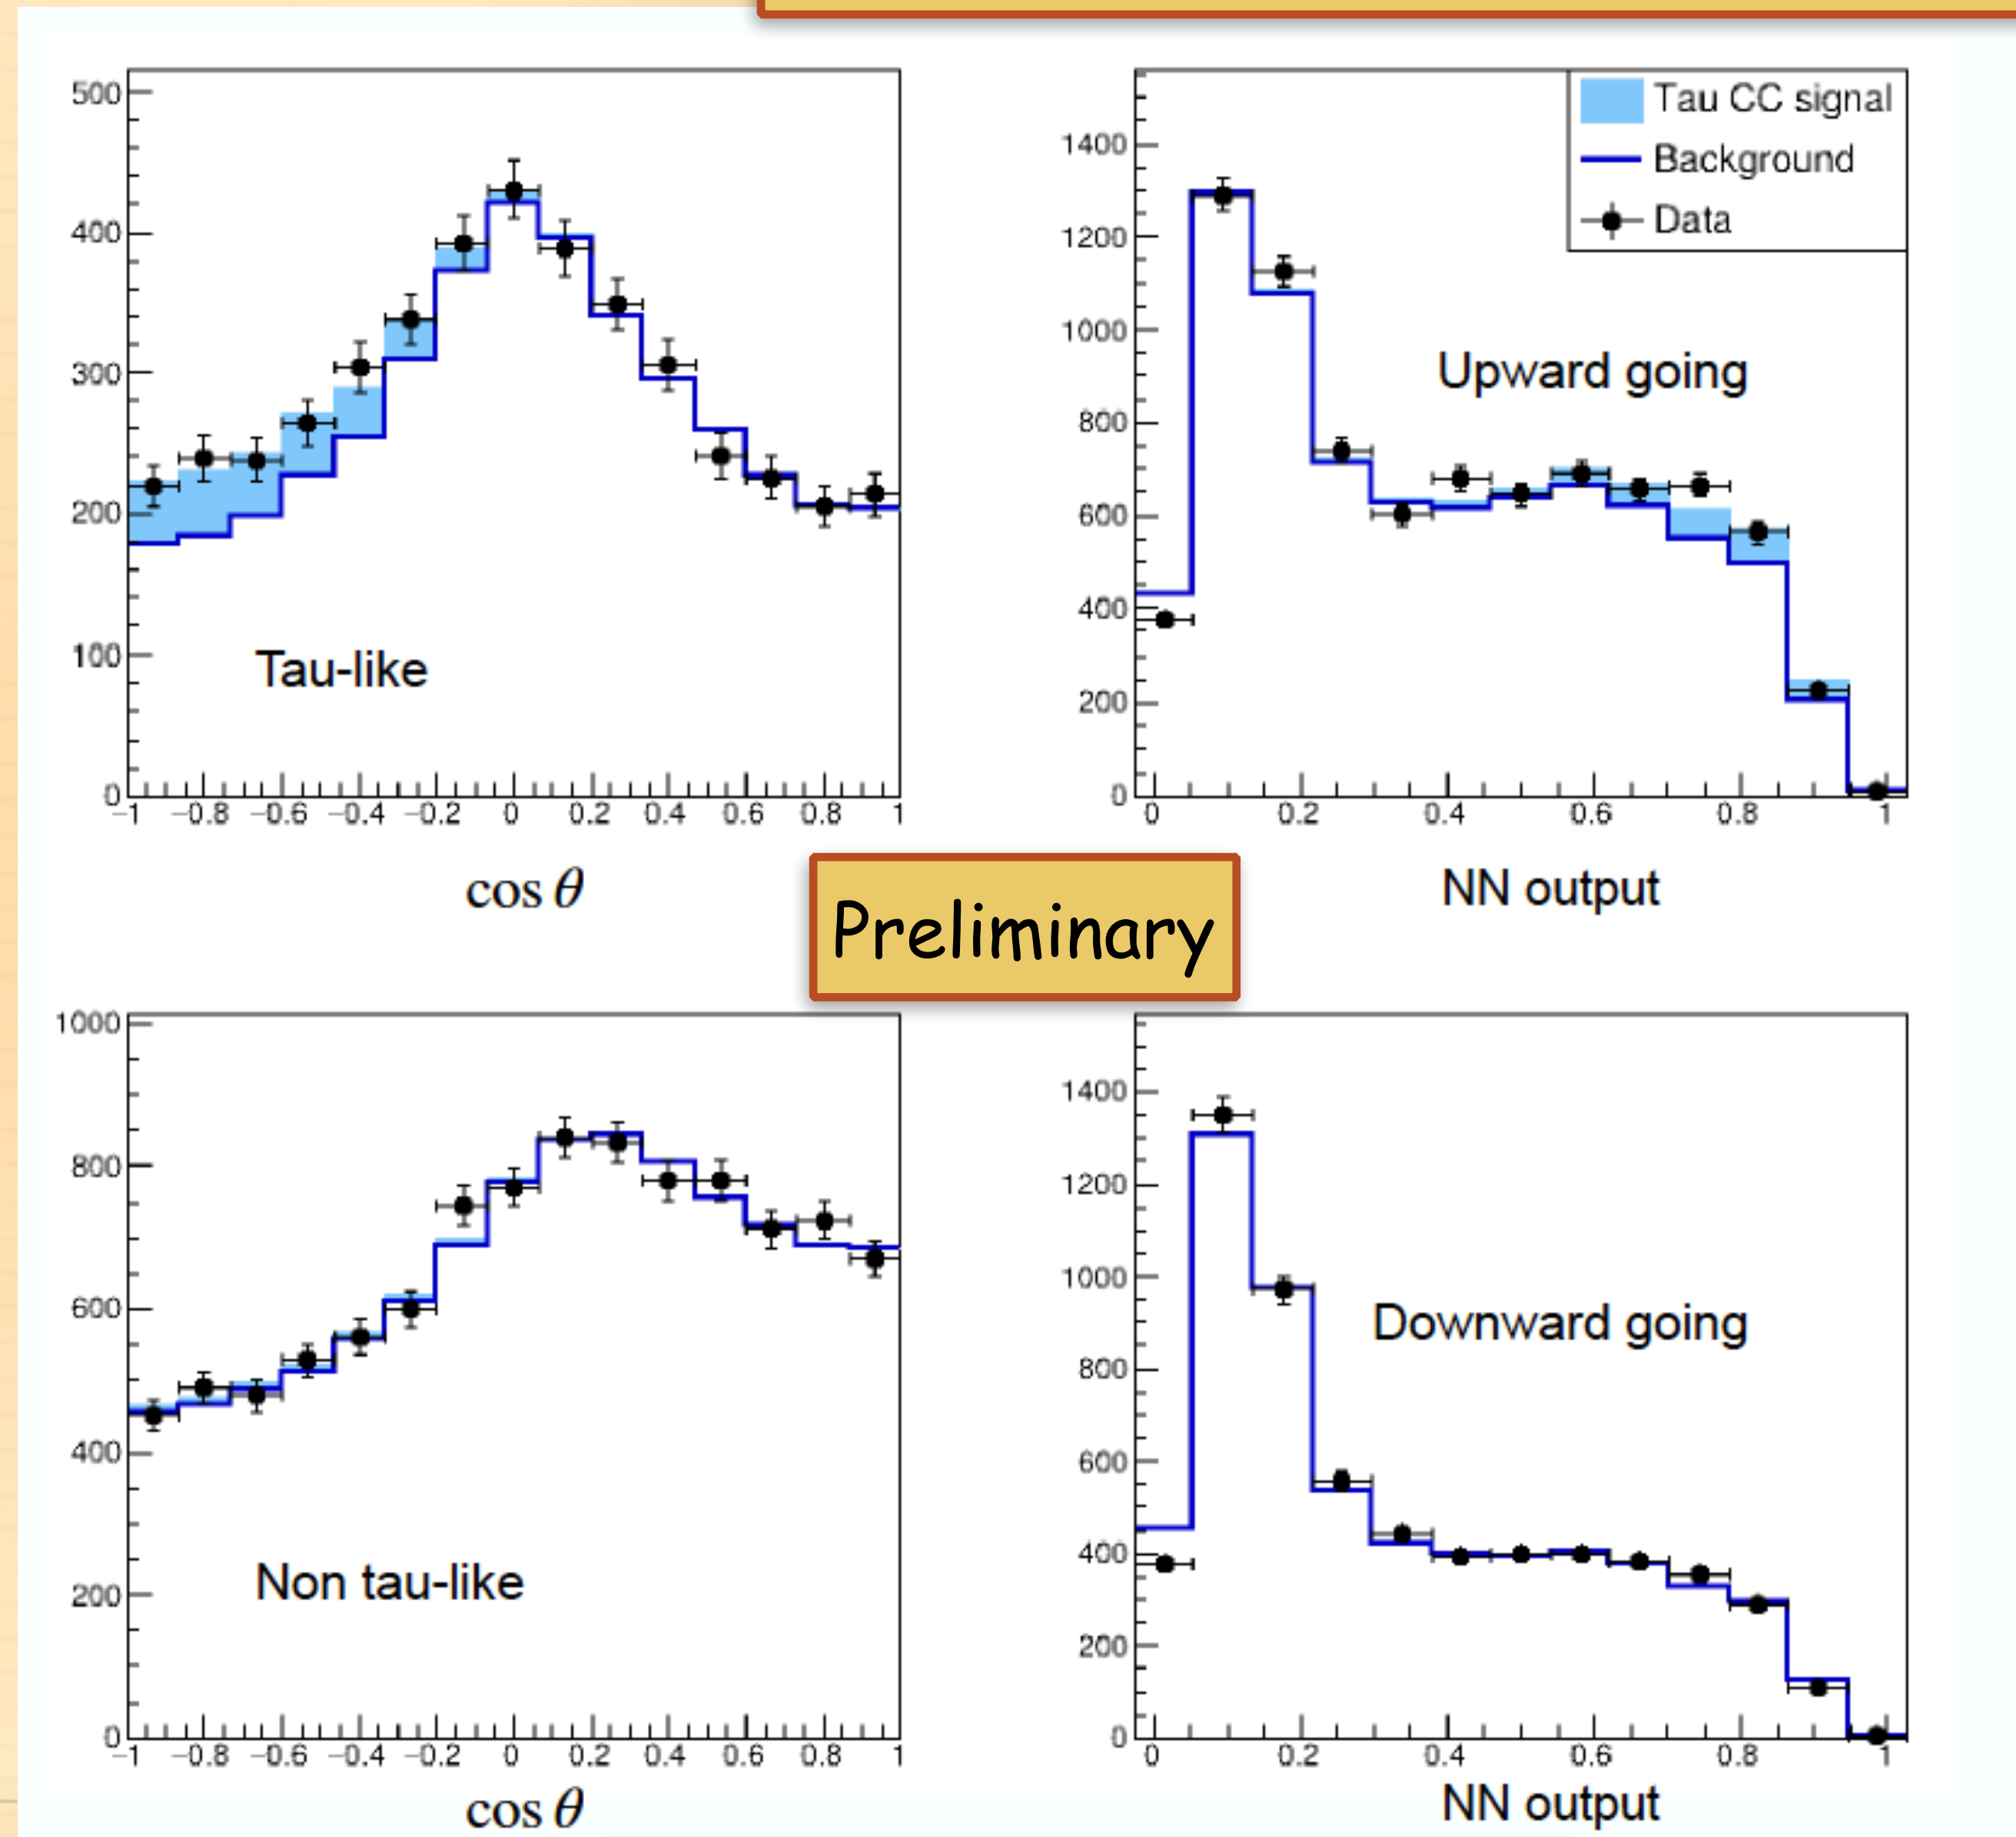 500
400
300
200
100
0
−1 −0.8 −0.6 −0.4 −0.2 0 0.2 0.4 0.6 0.8 1
Tau-like
cos θ
1400
1200
1000
800
600
400
200
0
0 0.2 0.4 0.6 0.8 1
Tau CC signal
Background
Data
Upward going
NN output
Preliminary
1000
800
600
400
200
0
−1 −0.8 −0.6 −0.4 −0.2 0 0.2 0.4 0.6 0.8 1
Non tau-like
cos θ
1400
1200
1000
800
600
400
200
0
0 0.2 0.4 0.6 0.8 1
Downward going
NN output